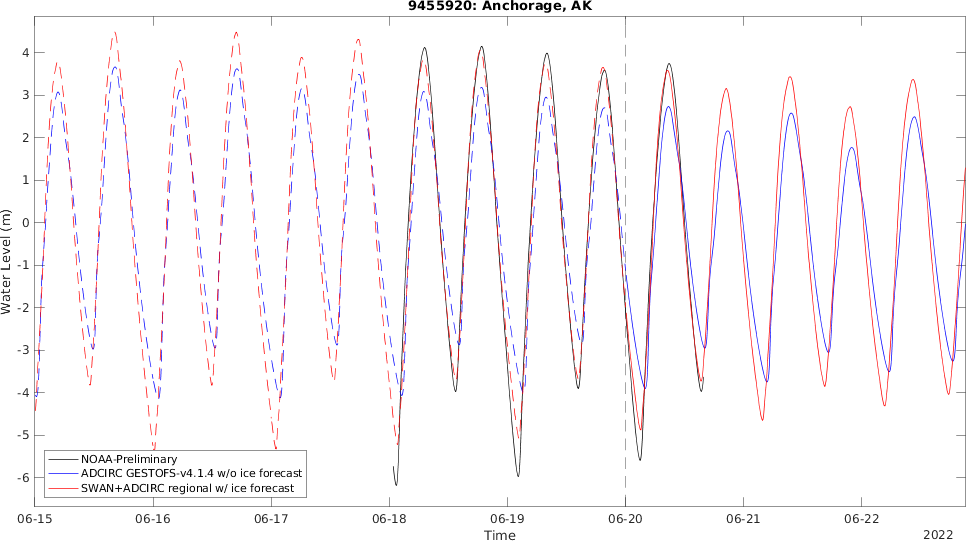 9455920: Anchorage, AK
Water Level (m)
4
3
2
1
0
-1
-2
-3
-4
-5
-6
NOAA-Preliminary
ADCIRC GESTOFS-v4.1.4 w/o ice forecast
SWAN+ADCIRC regional w/ ice forecast
06-15 06-16 06-17 06-18 06-19 06-20 06-21 06-22
Time
2022